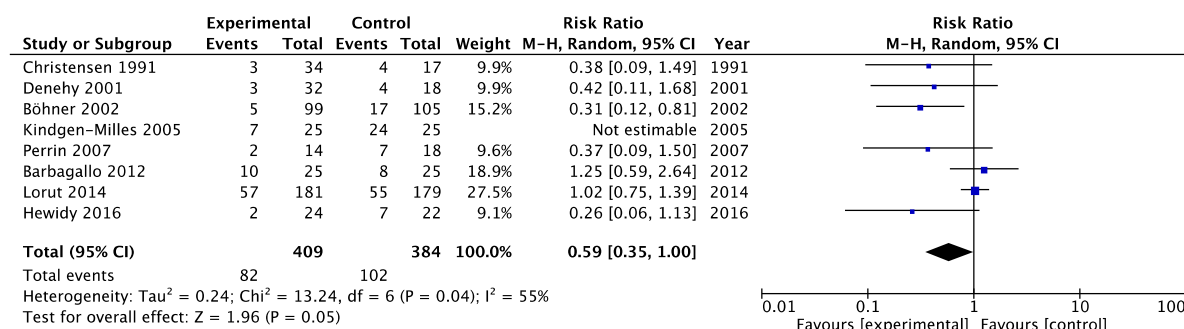 Experimental Control Risk Ratio Risk Ratio
Study or Subgroup Events Total Events Total Weight M-H, Random, 95% CI Year M-H, Random, 95% CI
Christensen 1991 3 34 4 17 9.9% 0.38 [0.09, 1.49] 1991
Denehy 2001 3 32 4 18 9.9% 0.42 [0.11, 1.68] 2001
Böhner 2002 5 99 17 105 15.2% 0.31 [0.12, 0.81] 2002
Kindgen-Milles 2005 7 25 24 25 Not estimable 2005
Perrin 2007 2 14 7 18 9.6% 0.37 [0.09, 1.50] 2007
Barbagallo 2012 10 25 8 25 18.9% 1.25 [0.59, 2.64] 2012
Lorut 2014 57 181 55 179 27.5% 1.02 [0.75, 1.39] 2014
Hewidy 2016 2 24 7 22 9.1% 0.26 [0.06, 1.13] 2016
Total (95% CI) 409 384 100.0% 0.59 [0.35, 1.00]
Total events 82 102
Heterogeneity: Tau² = 0.24; Chi² = 13.24, df = 6 (P = 0.04); I² = 55%
Test for overall effect: Z = 1.96 (P = 0.05)
0.01 0.1 1 10 100
Favours [experimental] Favours [control]